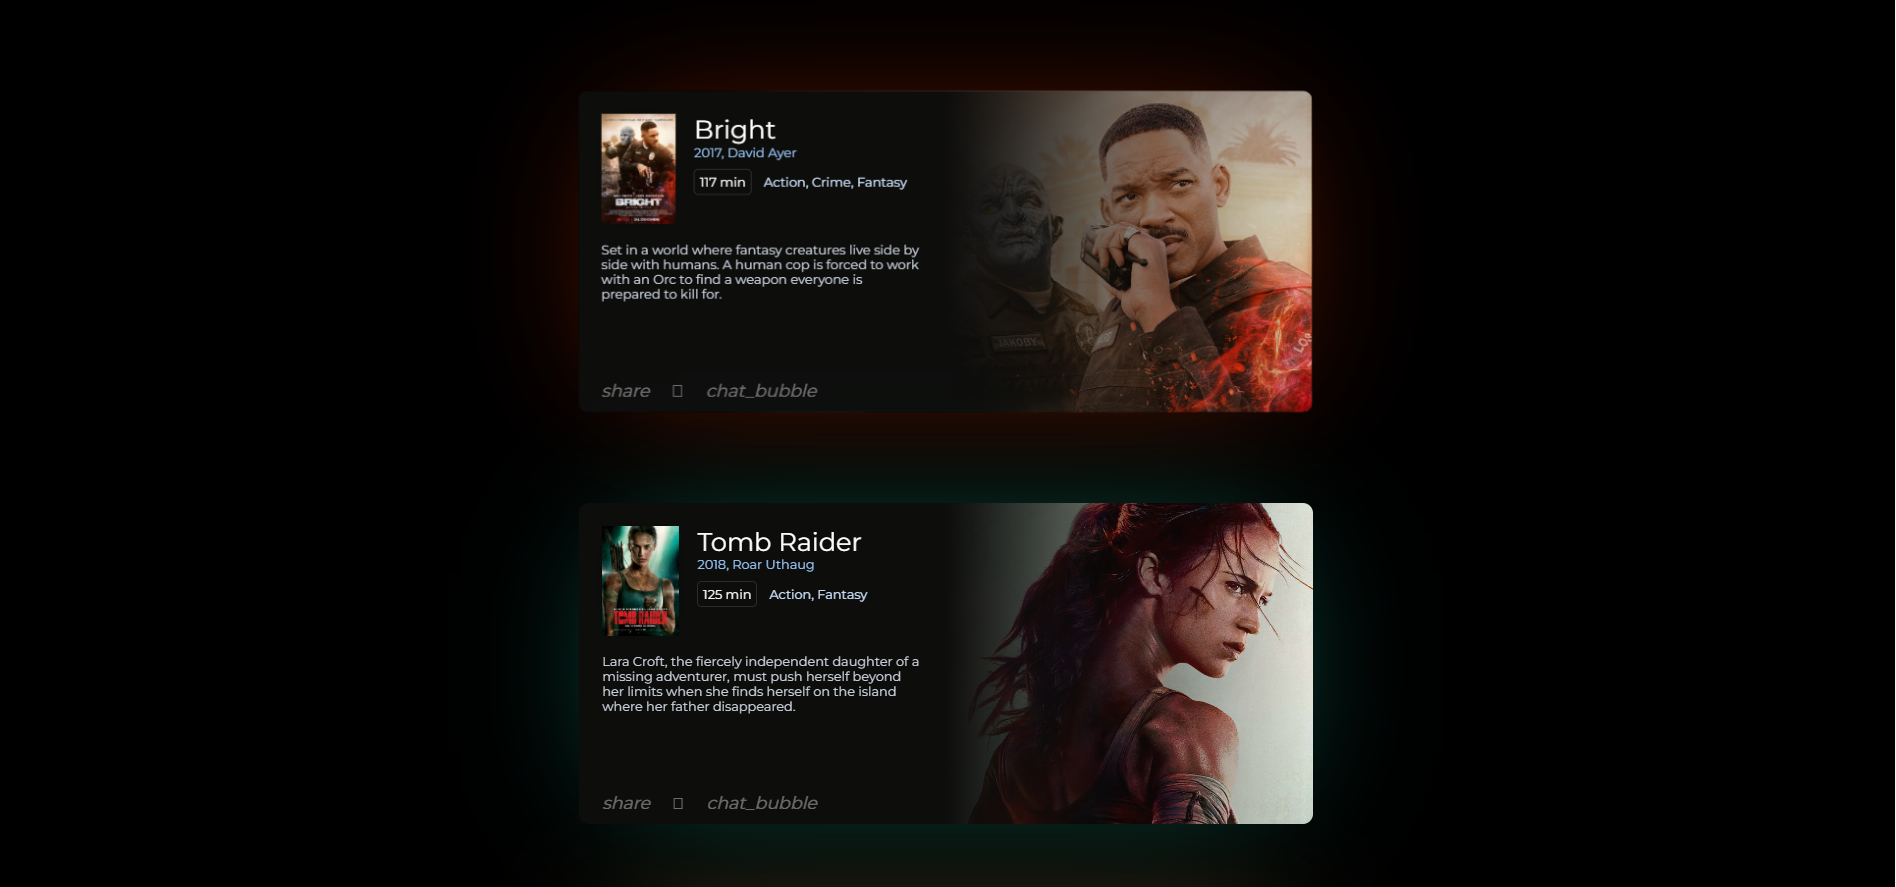 Bright
2017, David Ayer
117 min
Action, Crime, Fantasy
BRIGHT
Set in a world where fantasy creatures live side by
side with humans. A human cop is forced to work
with an Orc to find a weapon everyone is
prepared to kill for.
JAKOBY
share chat_bubble
Tomb Raider
2018, Roar Uthaug
125 min
Action, Fantasy
TOMB RAIDER
Lara Croft, the fiercely independent daughter of a
missing adventurer, must push herself beyond
her limits when she finds herself on the island
where her father disappeared.
share chat_bubble